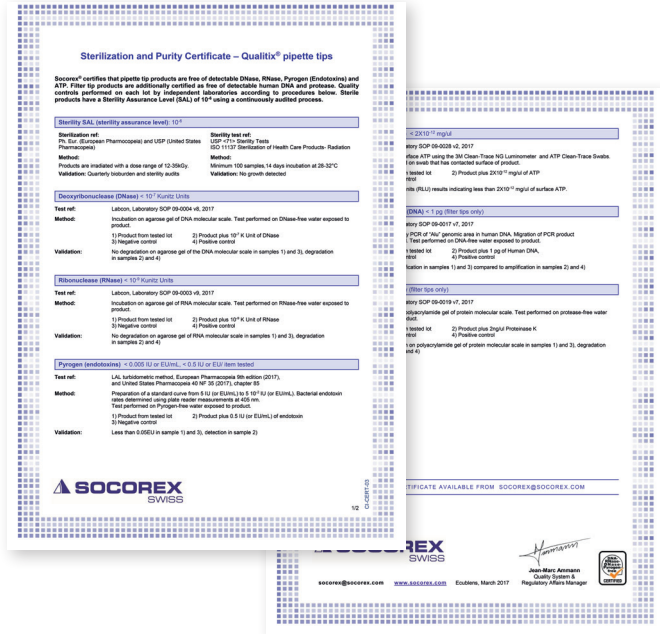 Sterilization and Purity Certificate – Qualitix® pipette tips
Socorex® certifies that pipette tip products are free of detectable DNase, RNase, Pyrogen (Endotoxins) and
ATP. Filter tip products are additionally certified as free of detectable human DNA and protease. Quality
controls performed on each lot by independent laboratories according to procedures below. Sterile
products have a Sterility Assurance Level (SAL) of 10⁻⁶ using a continuously audited process.
Sterility SAL (sterility assurance level): 10⁻⁶
Sterilization ref:
Ph. Eur. (European Pharmacopeia) and USP (United States
Pharmacopeia)
Method:
Products are irradiated with a dose range of 12-35kGy.
Validation: Quarterly bioburden and sterility audits
Sterility test ref:
USP <71> Sterility Tests
ISO 11137 Sterilization of Health Care Products- Radiation
Method:
Minimum 100 samples,14 days incubation at 28-32°C
Validation: No growth detected
Deoxyribonuclease (DNase) < 10⁻⁷ Kunitz Units
Test ref: Labcon, Laboratory SOP 09-0004 v8, 2017
Method: Incubation on agarose gel of DNA molecular scale. Test performed on DNase-free water exposed to
product.
1) Product from tested lot 2) Product plus 10⁻⁷ K Unit of DNase
3) Negative control 4) Positive control
Validation: No degradation on agarose gel of the DNA molecular scale in samples 1) and 3), degradation
in samples 2) and 4)
Ribonuclease (RNase) < 10⁻⁹ Kunitz Units
Test ref: Labcon, Laboratory SOP 09-0003 v9, 2017
Method: Incubation on agarose gel of RNA molecular scale. Test performed on RNase-free water exposed to
product.
1) Product from tested lot 2) Product plus 10⁻⁹ K Unit of RNase
3) Negative control 4) Positive control
Validation: No degradation on agarose gel of RNA molecular scale in samples 1) and 3), degradation
in samples 2) and 4)
Pyrogen (endotoxins) < 0.005 IU or EU/mL, < 0.5 IU or EU/ item tested
Test ref: LAL turbidometric method, European Pharmacopeia 9th edition (2017),
and United States Pharmacopeia 40 NF 35 (2017), chapter 85
Method: Preparation of a standard curve from 5 IU (or EU/mL) to 5 10⁻² IU (or EU/mL). Bacterial endotoxin
rates determined using plate reader measurements at 405 nm.
Test performed on Pyrogen-free water exposed to product.
1) Product from tested lot 2) Product plus 0.5 IU (or EU/mL) of endotoxin
3) Negative control
Validation: Less than 0.05EU in sample 1) and 3), detection in sample 2)
SOCOREX
SWISS
1/2
CI-CERT-03
< 2X10⁻¹² mg/ul
atory SOP 09-0028 v2, 2017
rface ATP using the 3M Clean-Trace NG Luminometer and ATP Clean-Trace Swabs
d on swab that has contacted surface of product.
n tested lot 2) Product plus 2X10⁻¹² mg/ul of ATP
ntrol
nits (RLU) results indicating less than 2X10⁻¹² mg/ul of surface ATP.
(DNA) < 1 pg (filter tips only)
atory SOP 09-0017 v7, 2017
y PCR of "Alu" genomic area in human DNA. Migration of PCR product
l. Test performed on DNA-free water exposed to product.
n tested lot 2) Product plus 1 pg of Human DNA,
ntrol 4) Positive control
fication in samples 1) and 3) compared to amplification in samples 2) and 4)
(filter tips only)
atory SOP 09-0019 v7, 2017
olyacrylamide gel of protein molecular scale. Test performed on protease-free water
duct.
n tested lot 2) Product plus 2ng/ul Proteinase K
ntrol 4) Positive control
n on polyacrylamide gel of protein molecular scale in samples 1) and 3), degradation
and 4)
TIFICATE AVAILABLE FROM SOCOREX@SOCOREX.COM
REX
SWISS
socorex@socorex.com www.socorex.com Ecublens, March 2017
Jean-Marc Ammann
Quality System &
Regulatory Affairs Manager
CERTIFIED